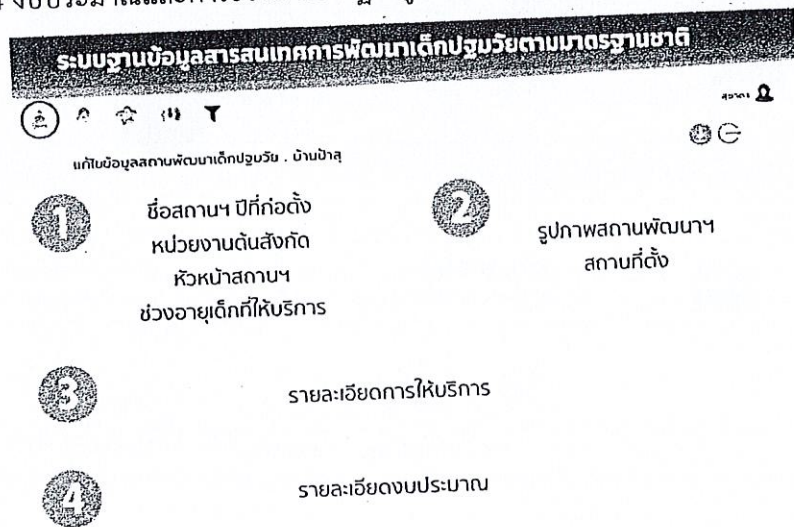 ระบบฐานข้อมูลสารสนเทศการพัฒนาเด็กปฐมวัยตามมาตรฐานชาติ
แก้ไขข้อมูลสถานพัฒนาเด็กปฐมวัย . บ้านป่าสุ
1
ชื่อสถานฯ ปีที่ก่อตั้ง
หน่วยงานต้นสังกัด
หัวหน้าสถานฯ
ช่วงอายุเด็กที่ให้บริการ
2
รูปภาพสถานพัฒนาฯ
สถานที่ตั้ง
3
รายละเอียดการให้บริการ
4
รายละเอียดงบประมาณ